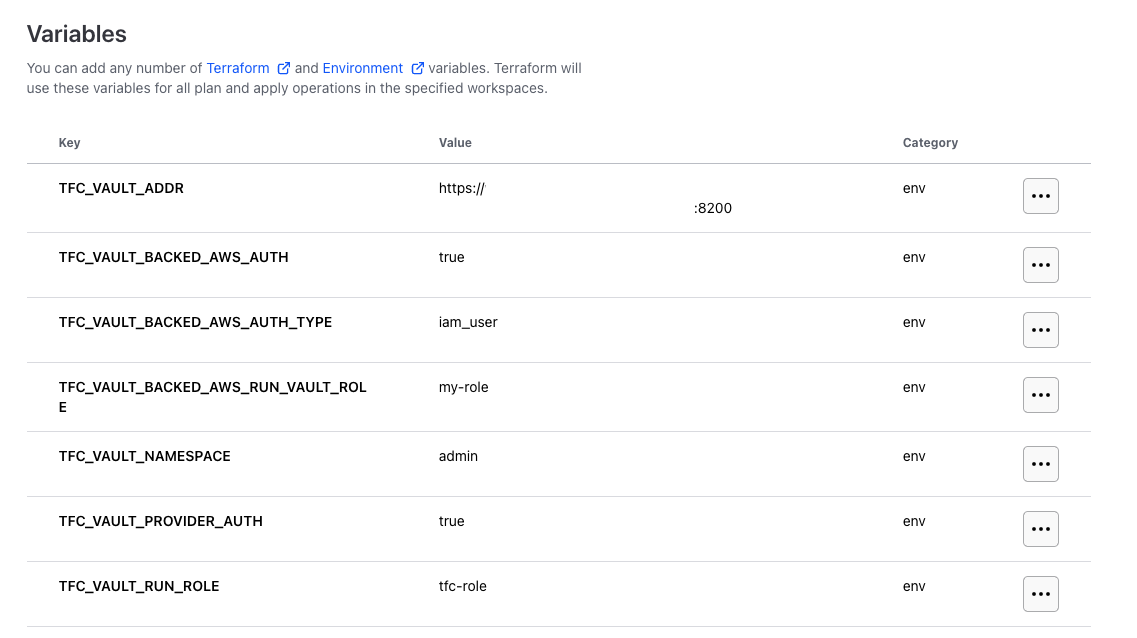 Variables
You can add any number of Terraform and Environment variables. Terraform will
use these variables for all plan and apply operations in the specified workspaces.
Key Value Category
TFC_VAULT_ADDR https:// env
:8200
TFC_VAULT_BACKED_AWS_AUTH true env
TFC_VAULT_BACKED_AWS_AUTH_TYPE iam_user env
TFC_VAULT_BACKED_AWS_RUN_VAULT_ROL my-role env
E
TFC_VAULT_NAMESPACE admin env
TFC_VAULT_PROVIDER_AUTH true env
TFC_VAULT_RUN_ROLE tfc-role env